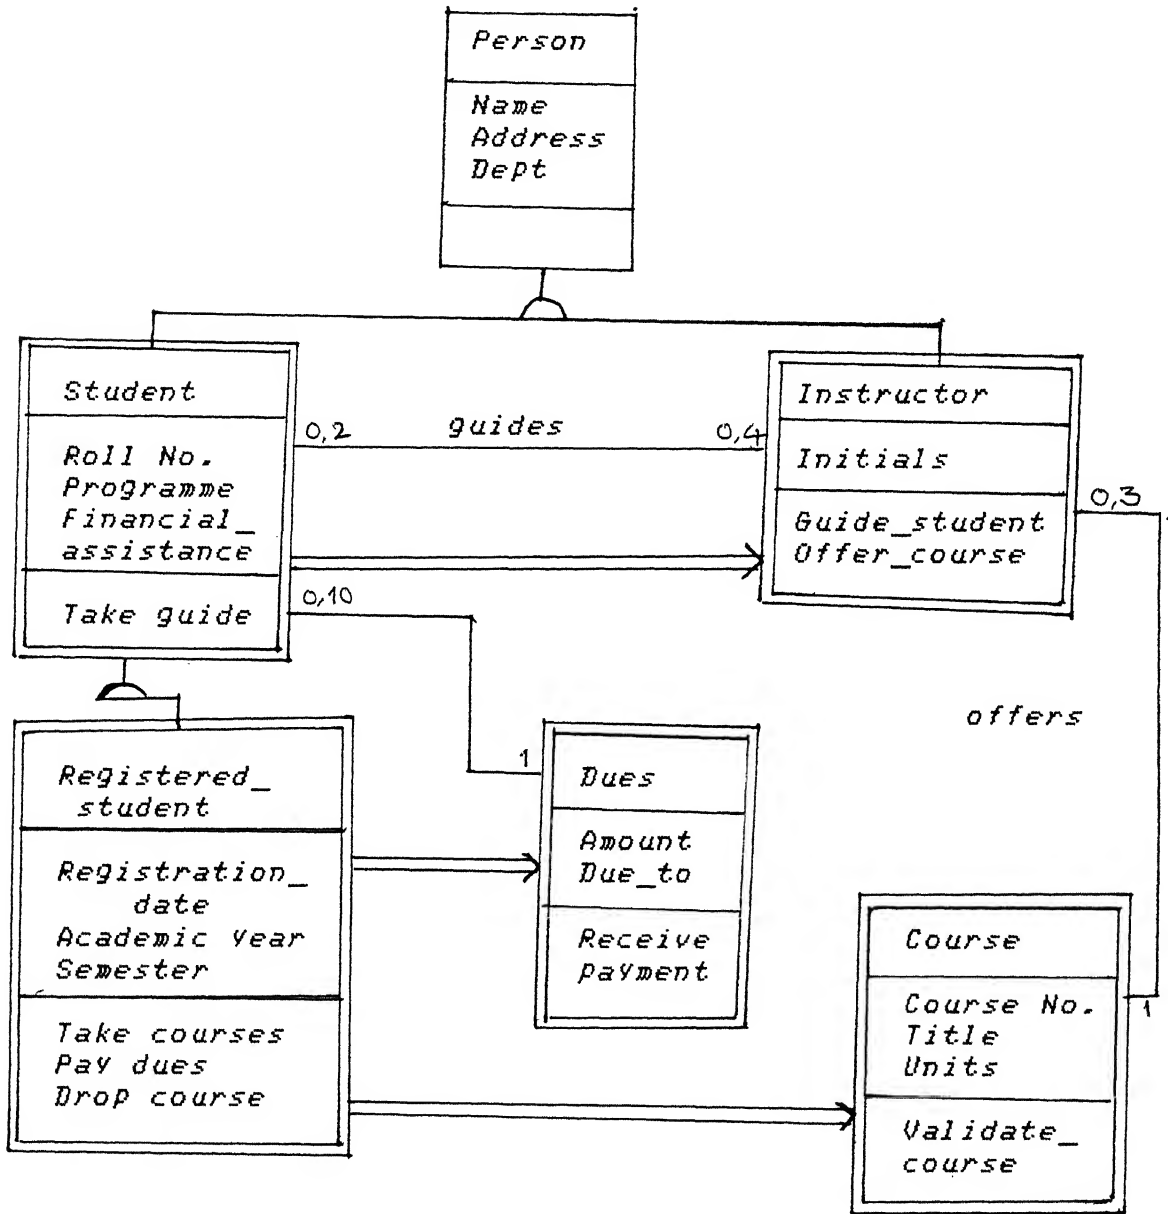 Person
Name
Address
Dept
Student
Roll No.
Programme
Financial_
assistance
Take guide
0,2
guides
0,4
Instructor
Initials
Guide_student
Offer_course
0,3
0,10
1
offers
Registered_
student
Registration_
date
Academic year
Semester
Take courses
Pay dues
Drop course
Dues
Amount
Due_to
Receive
payment
Course
Course No.
Title
Units
Validate_
course
1